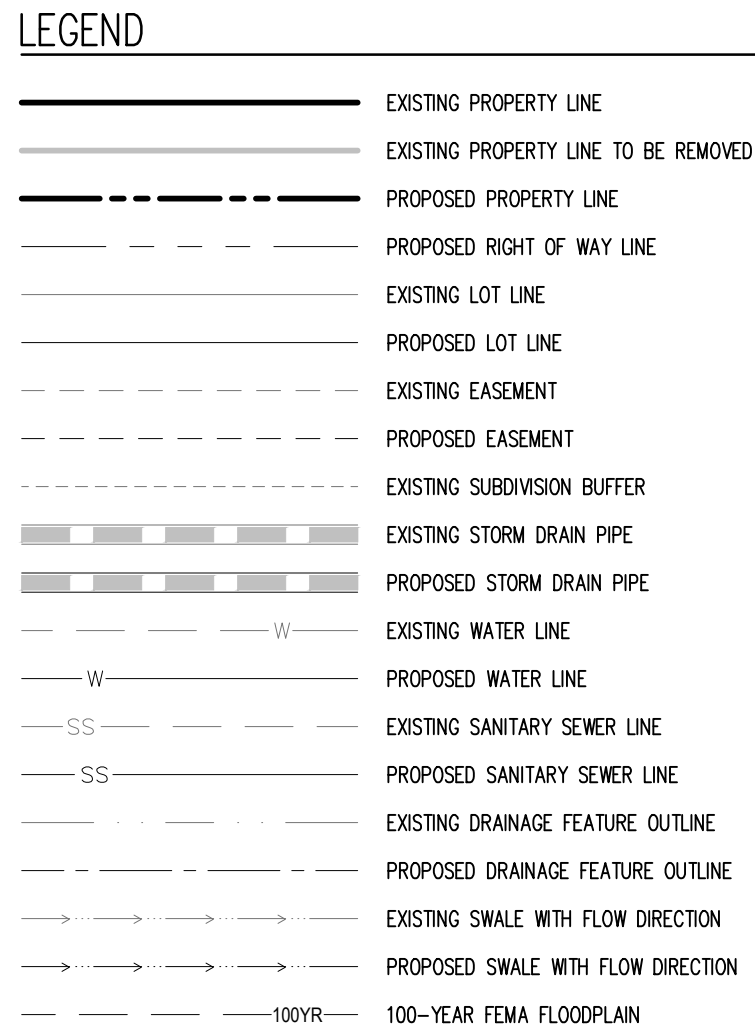 LEGEND
EXISTING PROPERTY LINE
EXISTING PROPERTY LINE TO BE REMOVED
PROPOSED PROPERTY LINE
PROPOSED RIGHT OF WAY LINE
EXISTING LOT LINE
PROPOSED LOT LINE
EXISTING EASEMENT
PROPOSED EASEMENT
EXISTING SUBDIVISION BUFFER
EXISTING STORM DRAIN PIPE
PROPOSED STORM DRAIN PIPE
W EXISTING WATER LINE
W PROPOSED WATER LINE
SS EXISTING SANITARY SEWER LINE
SS PROPOSED SANITARY SEWER LINE
EXISTING DRAINAGE FEATURE OUTLINE
PROPOSED DRAINAGE FEATURE OUTLINE
EXISTING SWALE WITH FLOW DIRECTION
PROPOSED SWALE WITH FLOW DIRECTION
100YR 100-YEAR FEMA FLOODPLAIN